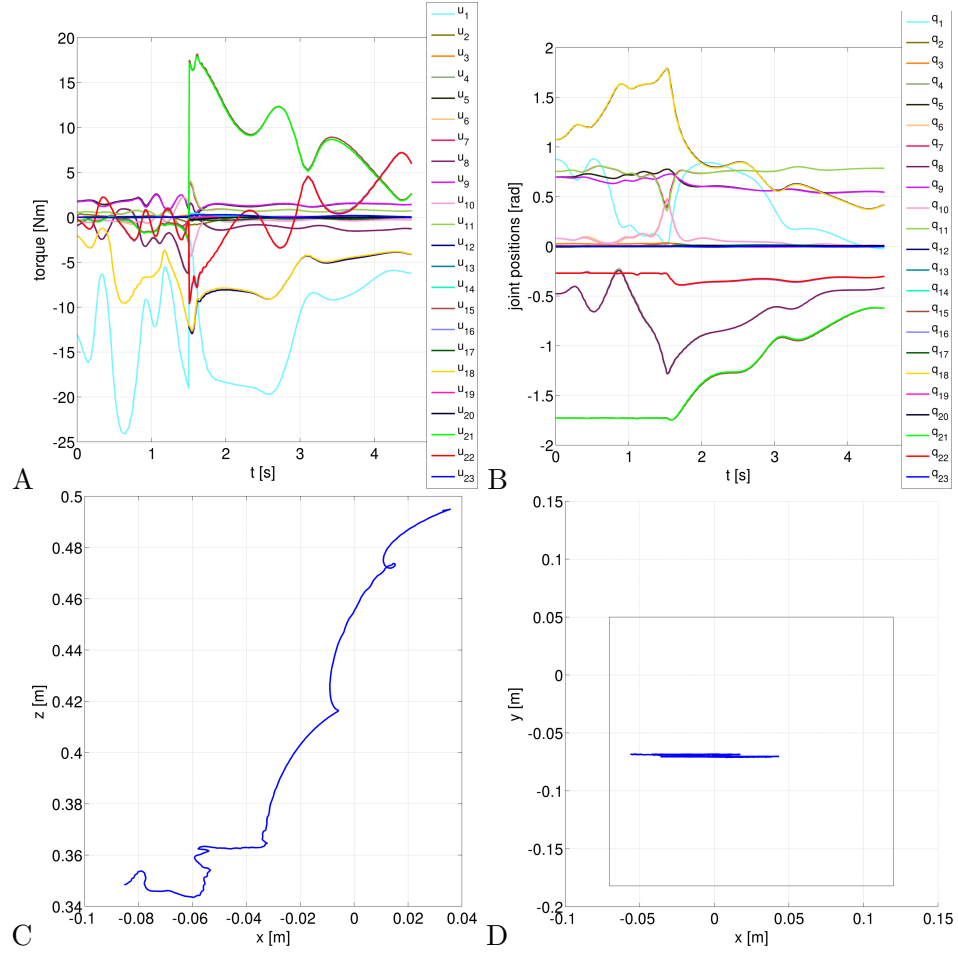 20
15
10
5
0
-5
-10
-15
-20
-25
0
1
2
3
4
torque [Nm]
t [s]
u1
u2
u3
u4
u5
u6
u7
u8
u9
u10
u11
u12
u13
u14
u15
u16
u17
u18
u19
u20
u21
u22
u23
A
2
1.5
1
0.5
0
-0.5
-1
-1.5
-2
0
1
2
3
4
joint positions [rad]
t [s]
q1
q2
q3
q4
q5
q6
q7
q8
q9
q10
q11
q12
q13
q14
q15
q16
q17
q18
q19
q20
q21
q22
q23
B
0.5
0.48
0.46
0.44
0.42
0.4
0.38
0.36
0.34
-0.1
-0.08
-0.06
-0.04
-0.02
0
0.02
0.04
z [m]
x [m]
C
0.15
0.1
0.05
0
-0.05
-0.1
-0.15
-0.2
-0.1
-0.05
0
0.05
0.1
0.15
y [m]
x [m]
D